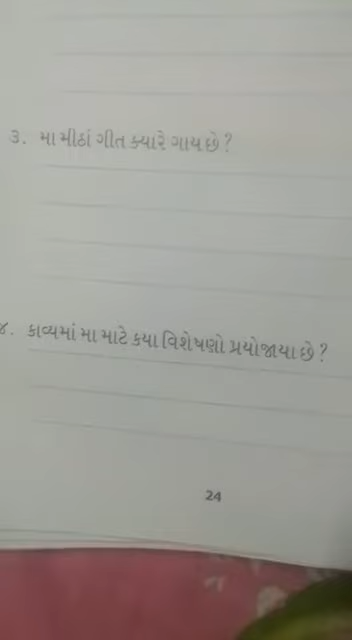 ૩. મા મીઠાં ગીત ક્યારે ગાય છે ?
૪. કાવ્યમાં મા માટે કયા વિશેષણો પ્રયોજાયા છે ?
24